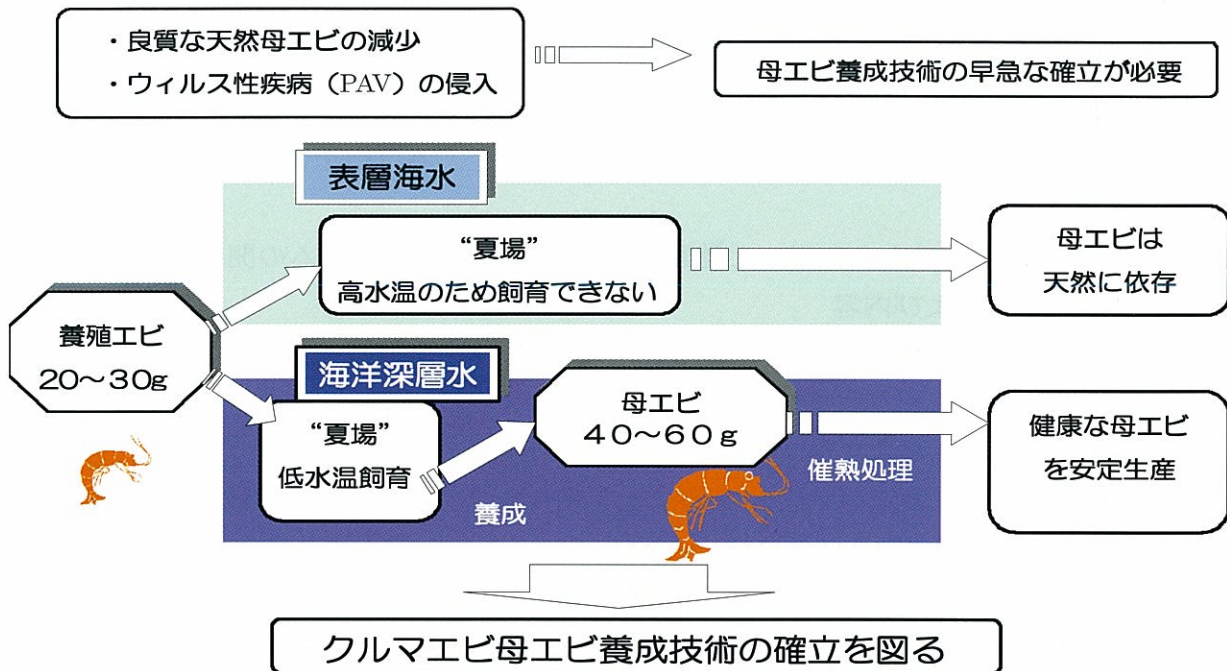 ・良質な天然母エビの減少
・ウィルス性疾病（PAV）の侵入
母エビ養成技術の早急な確立が必要
表層海水
“夏場”
高水温のため飼育できない
母エビは
天然に依存
養殖エビ
20～30g
海洋深層水
“夏場”
低水温飼育
養成
母エビ
４０～６０ｇ
催熟処理
健康な母エビ
を安定生産
クルマエビ母エビ養成技術の確立を図る